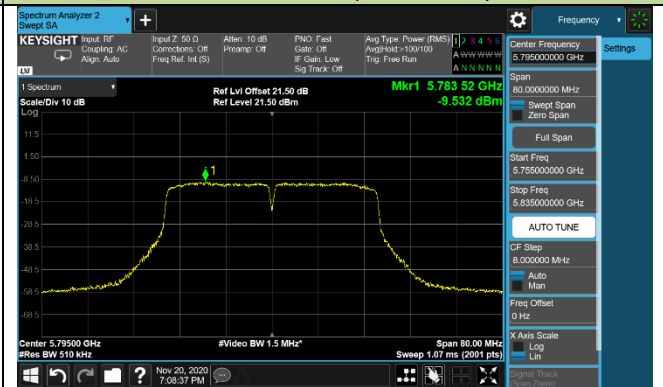 Spectrum Analyzer 2
Swept SA
+
Frequency
KEYSIGHT
Input: RF
Coupling: AC
Align: Auto
Input Z: 50 Ω
Corrections: Off
Freq Ref: Int (S)
Atten: 10 dB
Preamp: Off
PNO: Fast
Gate: Off
IF Gain: Low
Sig Track: Off
Avg Type: Power (RMS)
Avg|Hold:>100/100
Trig: Free Run
1 2 3 4 5 6
A W W W W W
A N N N N N
LXI
1 Spectrum
Scale/Div 10 dB
Log
Ref Lvl Offset 21.50 dB
Ref Level 21.50 dBm
Mkr1 5.783 52 GHz
-9.532 dBm
11.5
1.50
-8.50
-18.5
-28.5
-38.5
-48.5
-58.5
-68.5
1
Center 5.79500 GHz
#Res BW 510 kHz
#Video BW 1.5 MHz*
Span 80.00 MHz
Sweep 1.07 ms (2001 pts)
Nov 20, 2020
7:08:37 PM
?
Center Frequency
5.795000000 GHz
Settings
Span
80.0000000 MHz
Swept Span
Zero Span
Full Span
Start Freq
5.755000000 GHz
Stop Freq
5.835000000 GHz
AUTO TUNE
CF Step
8.000000 MHz
Auto
Man
Freq Offset
0 Hz
X Axis Scale
Log
Lin
Signal Track
(Span Zoom)